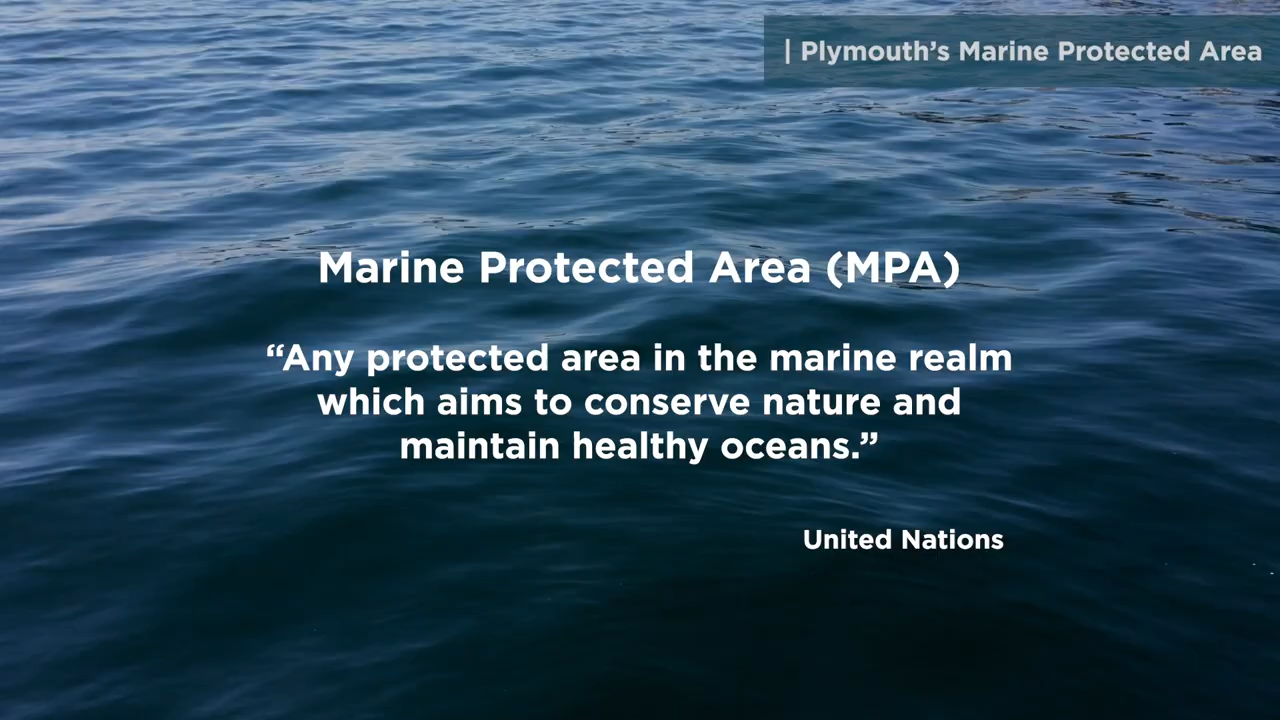 | Plymouth’s Marine Protected Area
Marine Protected Area (MPA)
“Any protected area in the marine realm
which aims to conserve nature and
maintain healthy oceans.”
United Nations